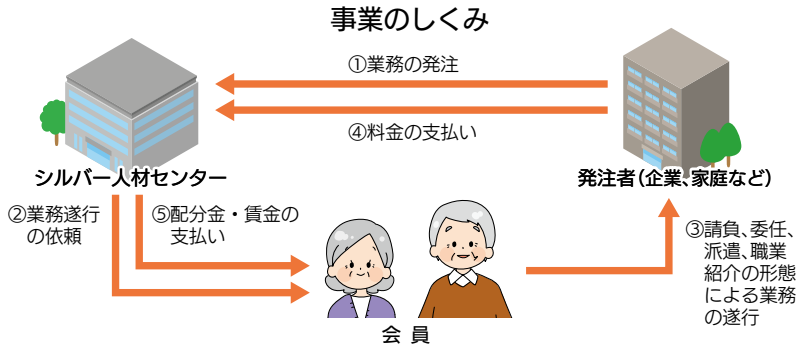 事業のしくみ
①業務の発注
④料金の支払い
シルバー人材センター
発注者(企業、家庭など)
②業務遂行
の依頼
⑤配分金・賃金の
支払い
③請負、委任、
派遣、職業
紹介の形態
による業務
の遂行
会員